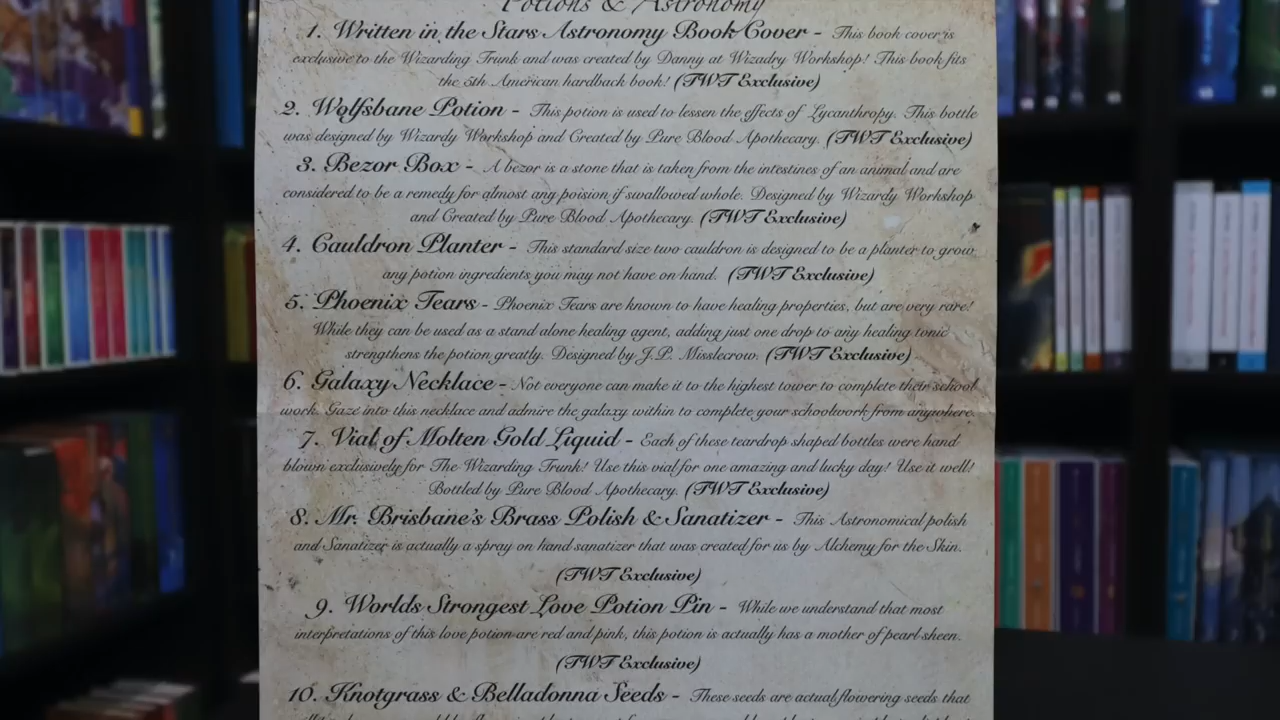 Potions & Astronomy
1. Written in the Stars Astronomy Book Cover - This book cover is
exclusive to the Wizarding Trunk and was created by Danny at Wizadry Workshop! This book fits
the 5th American hardback book! (TWT Exclusive)
2. Wolfsbane Potion - This potion is used to lessen the effects of Lycanthropy. This bottle
was designed by Wizardy Workshop and Created by Pure Blood Apothecary. (TWT Exclusive)
3. Bezor Box - A bezor is a stone that is taken from the intestines of an animal and are
considered to be a remedy for almost any poision if swallowed whole. Designed by Wizardy Workshop
and Created by Pure Blood Apothecary. (TWT Exclusive)
4. Cauldron Planter - This standard size two cauldron is designed to be a planter to grow
any potion ingredients you may not have on hand. (TWT Exclusive)
5. Phoenix Tears - Phoenix Tears are known to have healing properties, but are very rare!
While they can be used as a stand alone healing agent, adding just one drop to any healing tonic
strengthens the potion greatly. Designed by J.P. Misslecrow. (TWT Exclusive)
6. Galaxy Necklace - Not everyone can make it to the highest tower to complete their school
work. Gaze into this necklace and admire the galaxy within to complete your schoolwork from anywhere.
7. Vial of Molten Gold Liquid - Each of these teardrop shaped bottles were hand
blown exclusively for The Wizarding Trunk! Use this vial for one amazing and lucky day! Use it well!
Bottled by Pure Blood Apothecary. (TWT Exclusive)
8. Mr. Brisbane's Brass Polish & Sanatizer - This Astronomical polish
and Sanatizer is actually a spray on hand sanatizer that was created for us by Alchemy for the Skin.
(TWT Exclusive)
9. Worlds Strongest Love Potion Pin - While we understand that most
interpretations of this love potion are red and pink, this potion is actually has a mother of pearl sheen.
(TWT Exclusive)
10. Knotgrass & Belladonna Seeds - These seeds are actual flowering seeds that